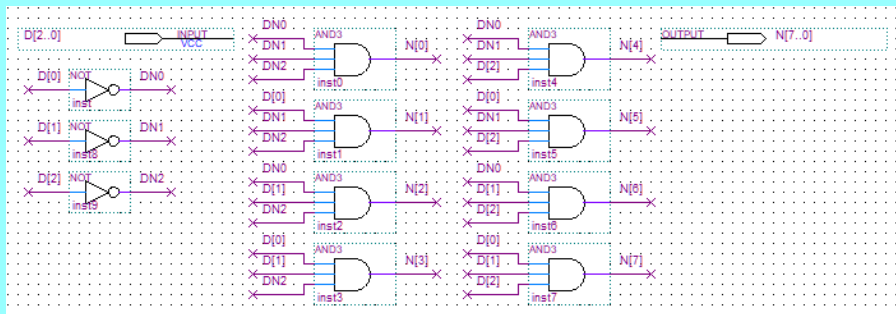 D[2..0] INPUT
VCC
D[0] NOT DN0
inst
D[1] NOT DN1
inst8
D[2] NOT DN2
inst9
DN0 AND3
DN1 N[0]
DN2
inst0
D[0] AND3
DN1 N[1]
DN2
inst1
DN0 AND3
D[1] N[2]
DN2
inst2
D[0] AND3
D[1] N[3]
DN2
inst3
DN0 AND3
DN1 N[4]
D[2]
inst4
D[0] AND3
DN1 N[5]
D[2]
inst5
DN0 AND3
D[1] N[6]
D[2]
inst6
D[0] AND3
D[1] N[7]
D[2]
inst7
OUTPUT N[7..0]